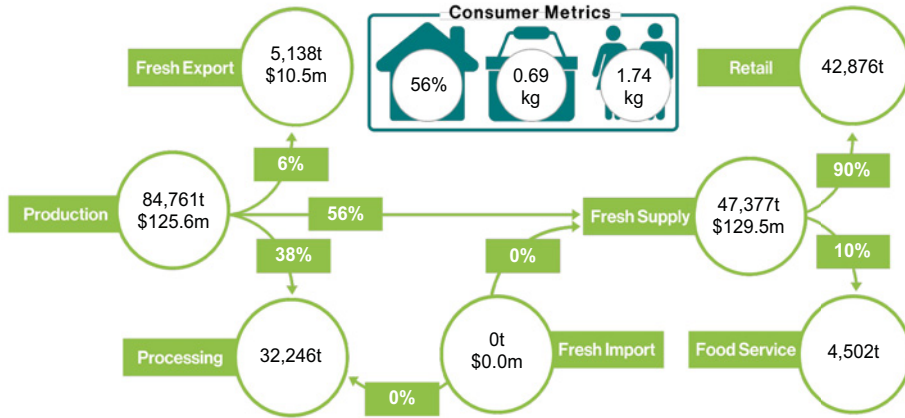 Consumer Metrics
56%
0.69
kg
1.74
kg
Fresh Export
5,138t
$10.5m
Retail
42,876t
6%
90%
Production
84,761t
$125.6m
56%
Fresh Supply
47,377t
$129.5m
38%
0%
10%
Processing
32,246t
0t
$0.0m
Fresh Import
Food Service
4,502t
0%